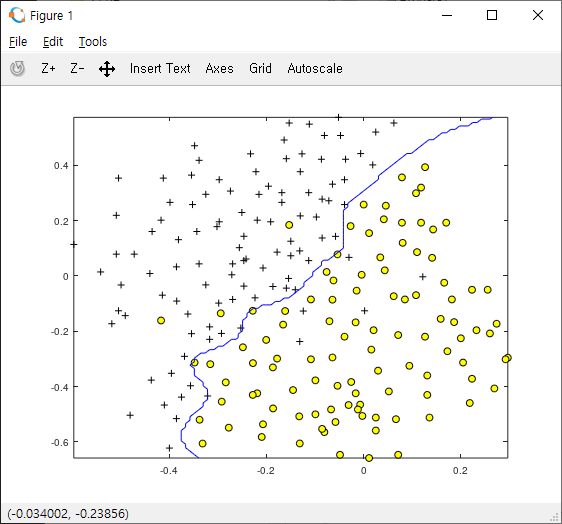 Figure 1
File Edit Tools
Z+ Z- Insert Text Axes Grid Autoscale
0.4
0.2
0
-0.2
-0.4
-0.6
-0.4 -0.2 0 0.2
(-0.034002, -0.23856)